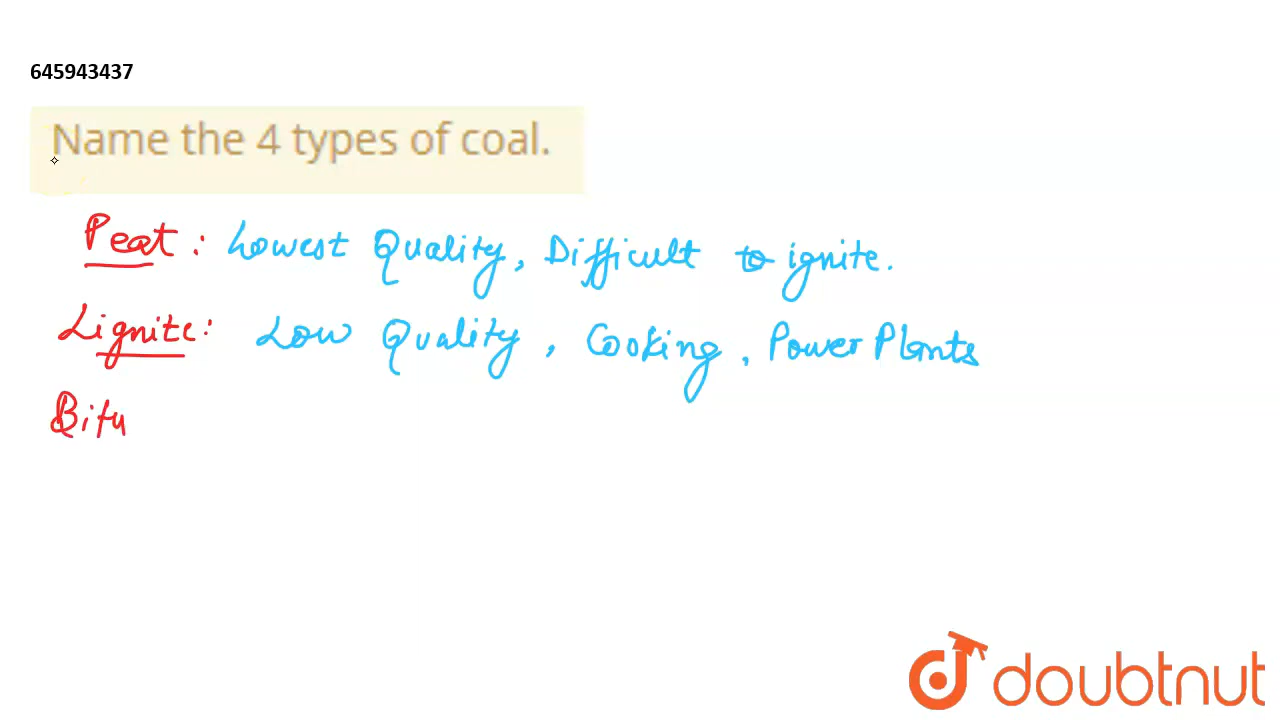 645943437
Name the 4 types of coal.
Peat : Lowest Quality, Difficult to ignite.
Lignite: Low Quality, Cooking, Power Plants
Bitu
doubtnut